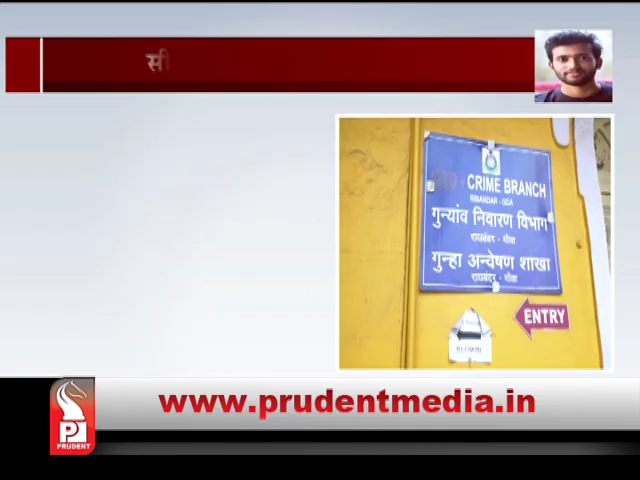 सी
CRIME BRANCH
RIBANDAR - GOA
गुन्यांव निवारण विभाग
रायबंदर - गोंवा
गुन्हा अन्वेषण शाखा
रायबंदर - गोवा
ENTRY
www.prudentmedia.in
PRUDENT